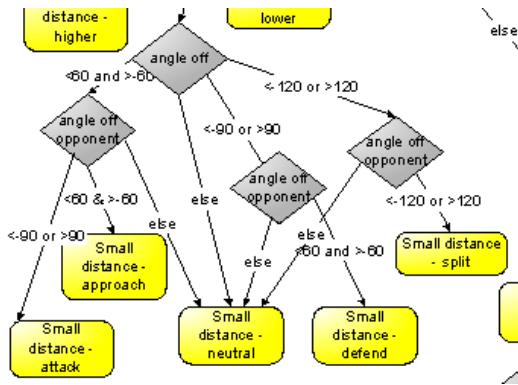 distance -
higher
lower
else
angle off
<60 and >-60
<-120 or >120
angle off
opponent
<-90 or >90
angle off
opponent
angle off
opponent
<60 & >-60
else
<-120 or >120
<-90 or >90
else
else
<60 and >-60
Small
distance -
approach
else
Small distance
- split
Small
distance -
attack
Small
distance -
neutral
Small
distance -
defend